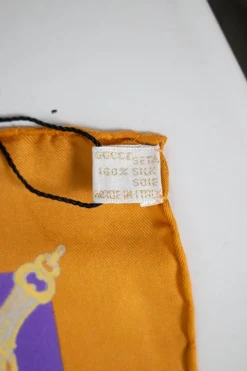 GUCCI SETA
100% SILK
SOIE
MADE IN ITALY